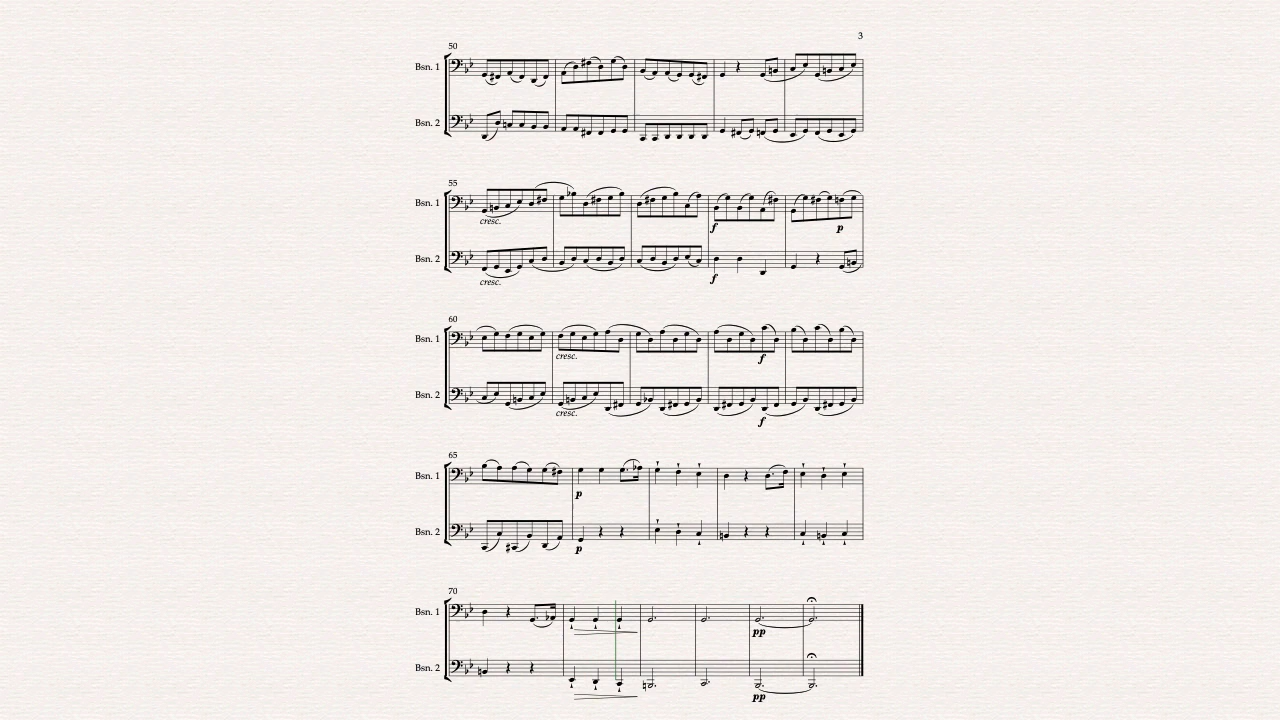 3
50
Bsn. 1
Bsn. 2
55
Bsn. 1
cresc.
f
p
Bsn. 2
cresc.
f
60
Bsn. 1
cresc.
f
Bsn. 2
cresc.
f
65
Bsn. 1
p
Bsn. 2
p
70
Bsn. 1
pp
Bsn. 2
pp